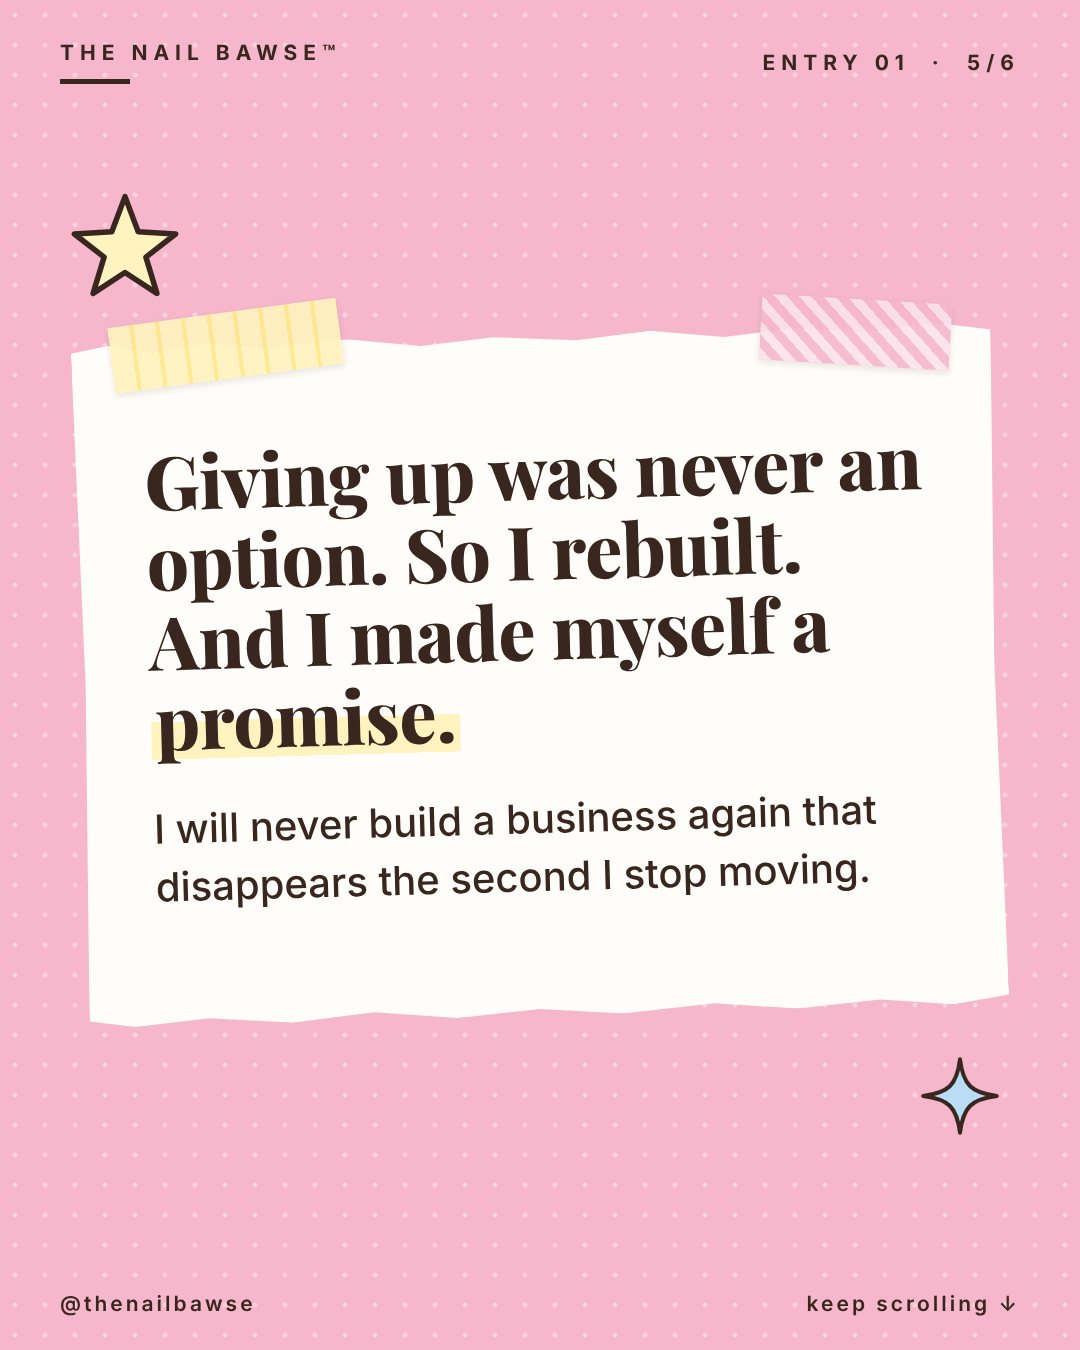 THE NAIL BAWSE™
ENTRY 01 · 5/6
Giving up was never an
option. So I rebuilt.
And I made myself a
promise.
I will never build a business again that
disappears the second I stop moving.
@thenailbawse
keep scrolling ↓